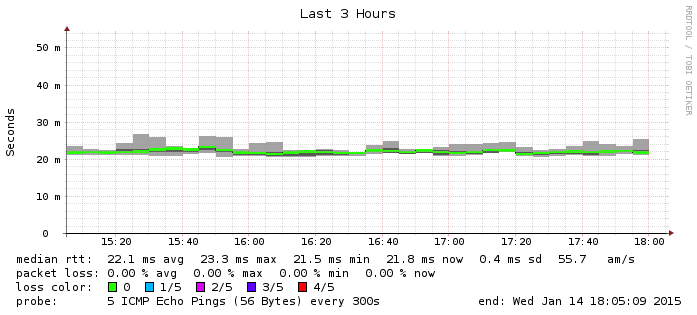 Last 3 Hours
RRDTOOL / TOBI OETIKER
Seconds
50 m
40 m
30 m
20 m
10 m
0
15:20 15:40 16:00 16:20 16:40 17:00 17:20 17:40 18:00
median rtt: 22.1 ms avg 23.3 ms max 21.5 ms min 21.8 ms now 0.4 ms sd 55.7 am/s
packet loss: 0.00 % avg 0.00 % max 0.00 % min 0.00 % now
loss color: 0 1/5 2/5 3/5 4/5
probe: 5 ICMP Echo Pings (56 Bytes) every 300s end: Wed Jan 14 18:05:09 2015